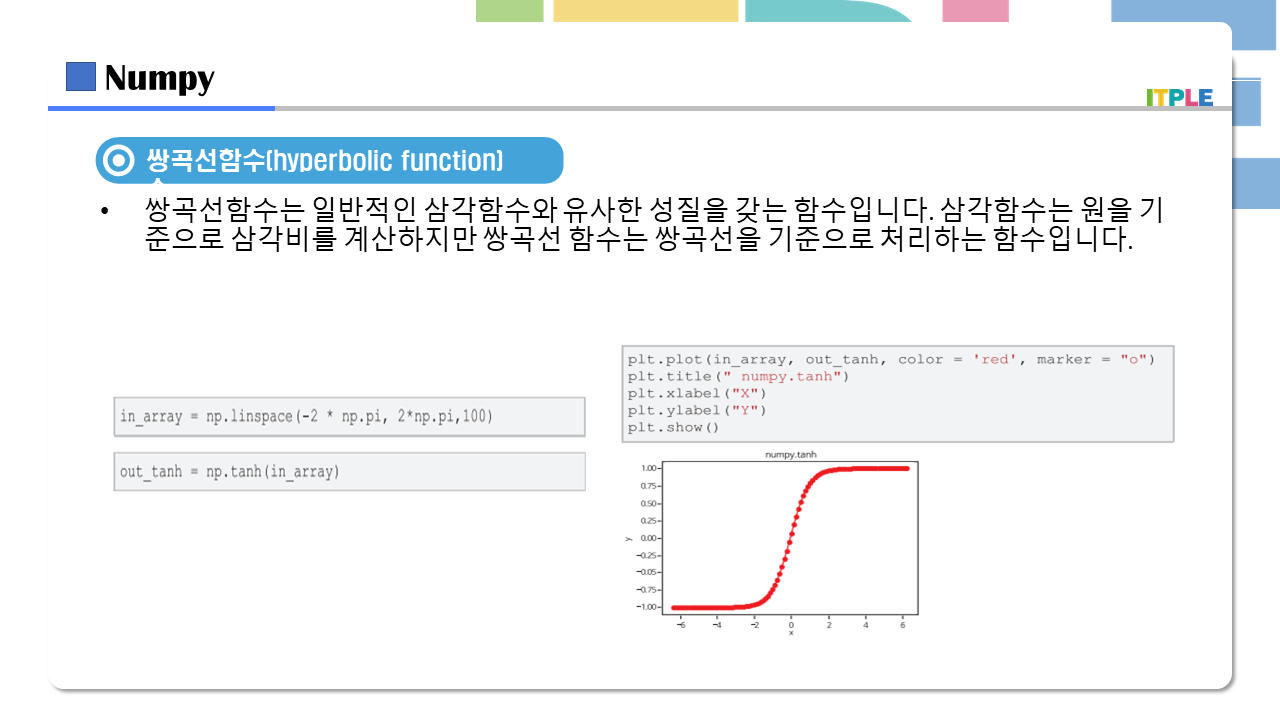 Numpy
ITPLE
쌍곡선함수(hyperbolic function)
• 쌍곡선함수는 일반적인 삼각함수와 유사한 성질을 갖는 함수입니다. 삼각함수는 원을 기
준으로 삼각비를 계산하지만 쌍곡선 함수는 쌍곡선을 기준으로 처리하는 함수입니다.
in_array = np.linspace(-2 * np.pi, 2*np.pi,100)
out_tanh = np.tanh(in_array)
plt.plot(in_array, out_tanh, color = 'red', marker = "o")
plt.title(" numpy.tanh")
plt.xlabel("X")
plt.ylabel("Y")
plt.show()
numpy.tanh
1.00
0.75
0.50
0.25
y
0.00
−0.25
−0.05
−0.75
−1.00
−6 −4 −2 0 2 4 6
x